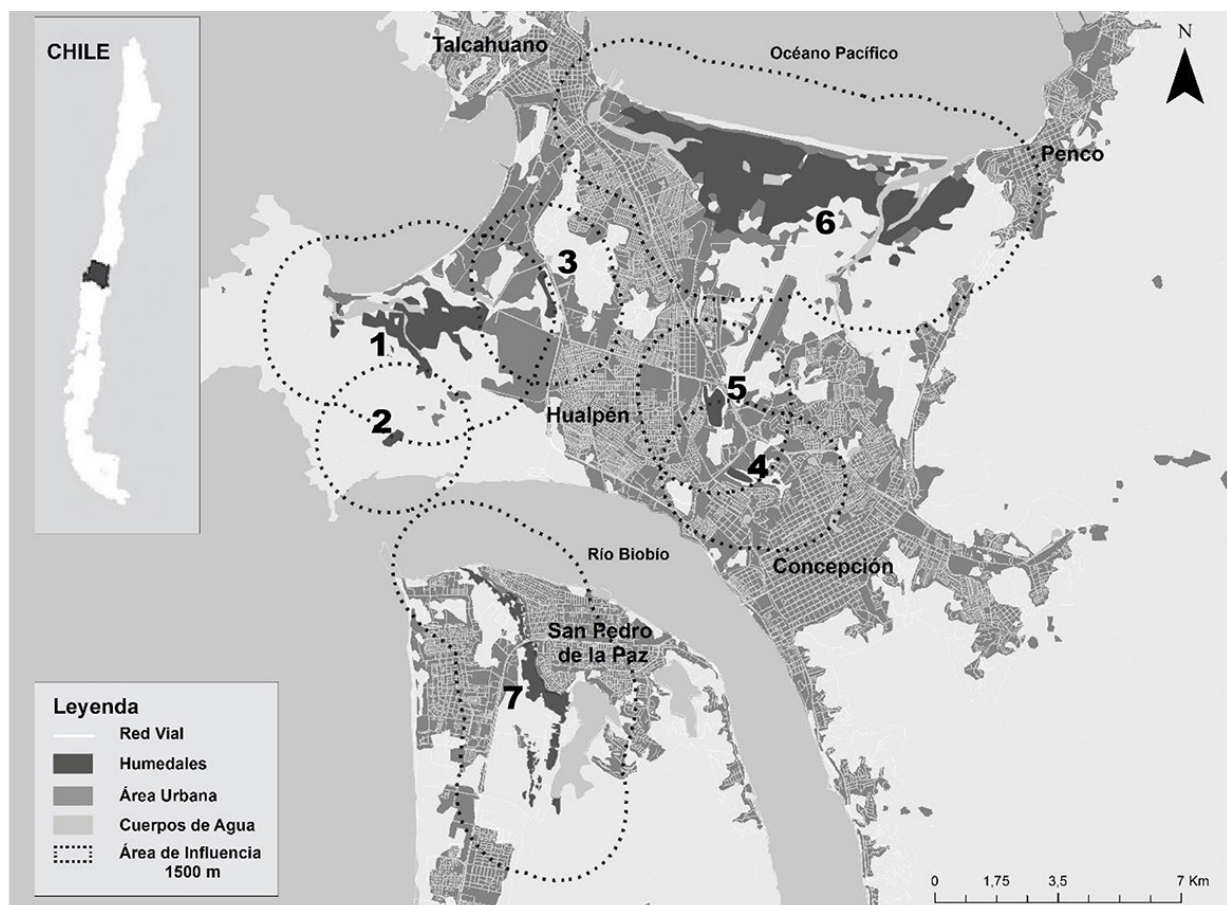 CHILE
Talcahuano
Océano Pacífico
N
Penco
6
3
1
5
2
Hualpén
4
Río Biobío
Concepción
San Pedro
de la Paz
7
Leyenda
Red Vial
Humedales
Área Urbana
Cuerpos de Agua
Área de Influencia
1500 m
0 1,75 3,5 7 Km